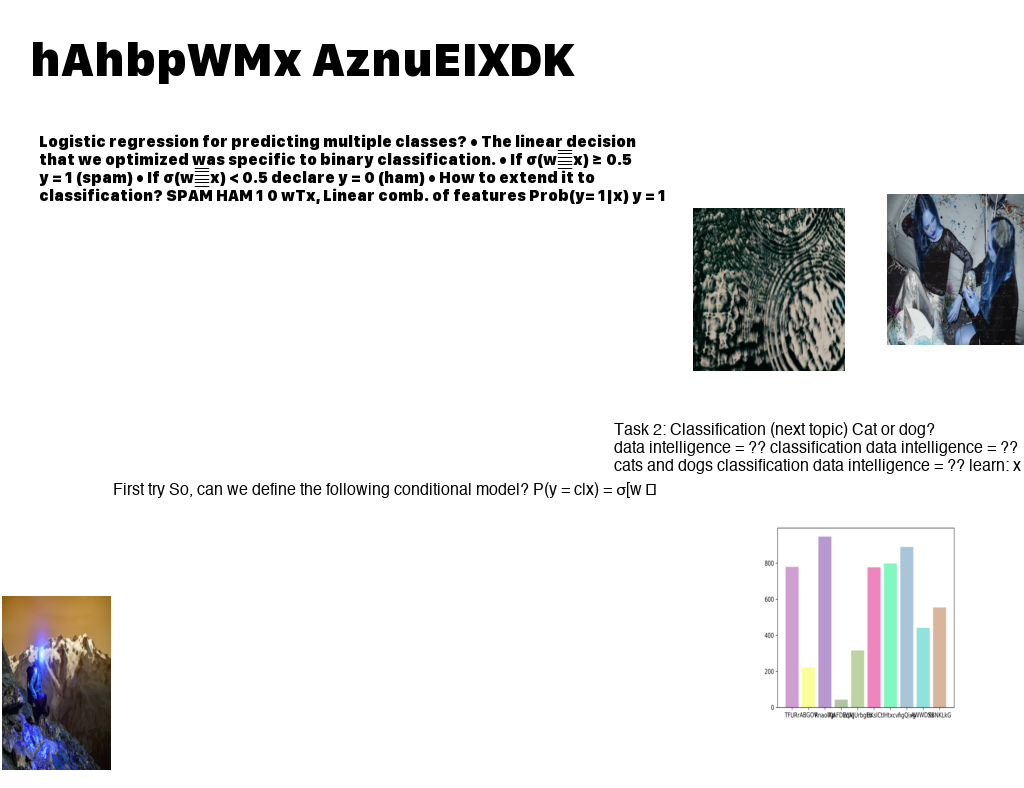 hAhbpWMx AznuEIXDK
Logistic regression for predicting multiple classes? • The linear decision
that we optimized was specific to binary classification. • If σ(w x) ≥ 0.5
y = 1 (spam) • If σ(w x) < 0.5 declare y = 0 (ham) • How to extend it to
classification? SPAM HAM 1 0 wTx, Linear comb. of features Prob(y= 1|x) y = 1
Task 2: Classification (next topic) Cat or dog?
data intelligence = ?? classification data intelligence = ??
cats and dogs classification data intelligence = ?? learn: x
First try So, can we define the following conditional model? P(y = c|x) = σ[w
800
600
400
200
0